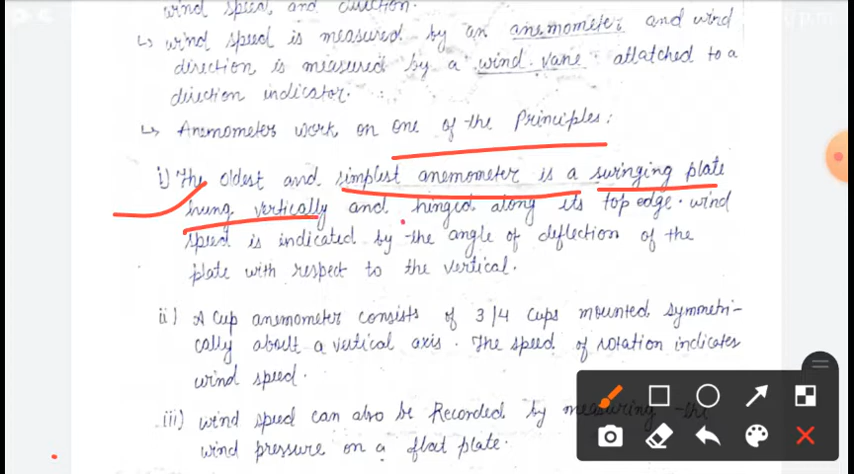 wind speed and direction.
↳ wind speed is measured by an anemometer and wind
direction is measured by a wind vane. attatched to a
direction indicator.
↳ Anemometer work on one of the Principles:
i) The oldest and simplest anemometer is a swinging plate
hung vertically and hinged along its top edge. wind
speed is indicated by the angle of deflection of the
plate with respect to the vertical.
ii) A cup anemometer consists of 3/4 cups mounted symmetri-
cally about a vertical axis. The speed of rotation indicates
wind speed.
iii) wind speed can also be Recorded by measuring the
wind pressure on a flat plate.